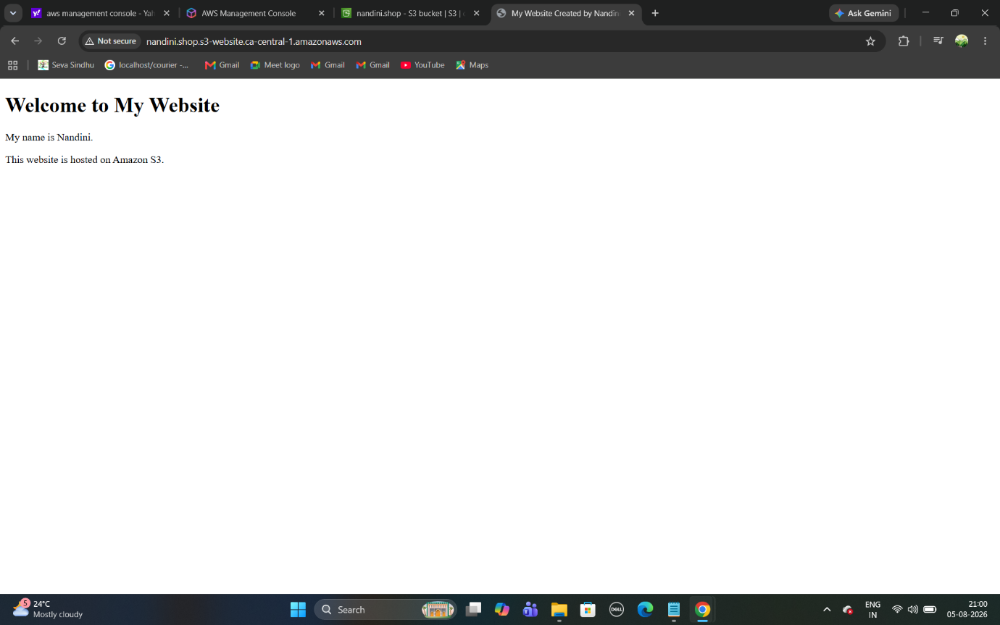 aws management console - Yah
AWS Management Console
nandini.shop - S3 bucket | S3 |
My Website Created by Nandin
Ask Gemini
Not secure
nandini.shop.s3-website.ca-central-1.amazonaws.com
Seva Sindhu
localhost/courier -...
Gmail
Meet logo
Gmail
Gmail
YouTube
Maps
Welcome to My Website
My name is Nandini.
This website is hosted on Amazon S3.
5
24°C
Mostly cloudy
Search
DELL
ENG
IN
21:00
05-08-2026